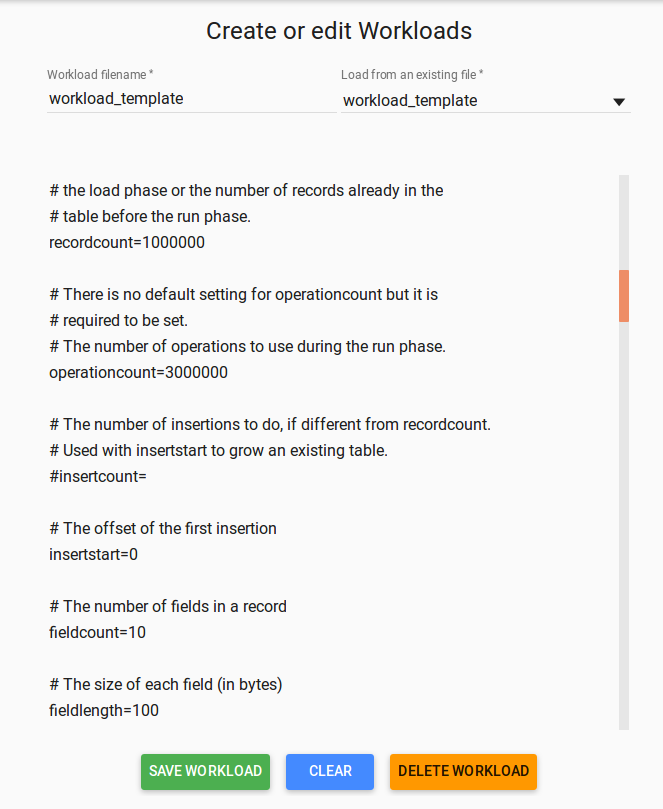 Create or edit Workloads
Workload filename *
workload_template
Load from an existing file *
workload_template
# the load phase or the number of records already in the
# table before the run phase.
recordcount=1000000
# There is no default setting for operationcount but it is
# required to be set.
# The number of operations to use during the run phase.
operationcount=3000000
# The number of insertions to do, if different from recordcount.
# Used with insertstart to grow an existing table.
#insertcount=
# The offset of the first insertion
insertstart=0
# The number of fields in a record
fieldcount=10
# The size of each field (in bytes)
fieldlength=100
SAVE WORKLOAD
CLEAR
DELETE WORKLOAD